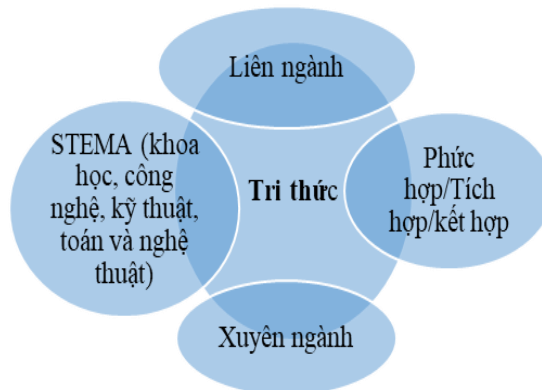 Liên ngành
STEMA (khoa
học, công
nghệ, kỹ thuật,
toán và nghệ
thuật)
Tri thức
Phức
hợp/Tích
hợp/kết hợp
Xuyên ngành